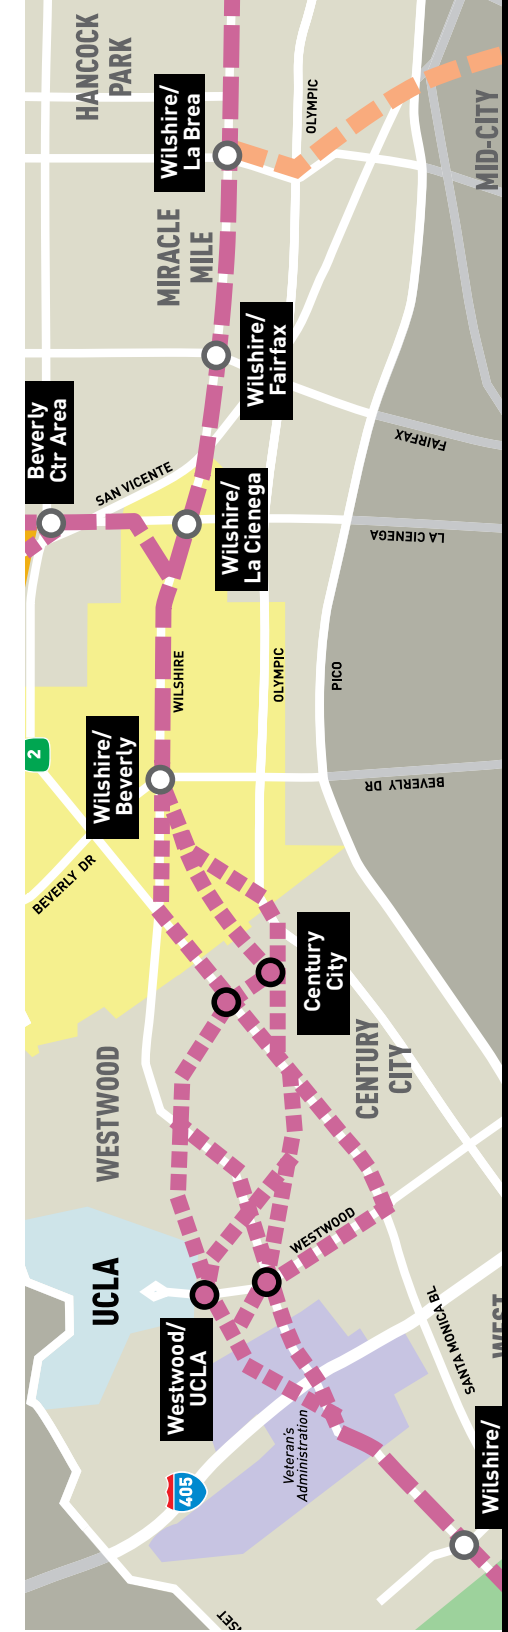 HANCOCK
PARK
Wilshire/
La Brea
OLYMPIC
MID-CITY
MIRACLE
MILE
Wilshire/
Fairfax
Beverly
Ctr Area
FAIRFAX
SAN VICENTE
Wilshire/
La Cienega
LA CIENEGA
WILSHIRE
OLYMPIC
PICO
2
Wilshire/
Beverly
BEVERLY DR
BEVERLY DR
Century
City
CENTURY
CITY
WESTWOOD
WESTWOOD
UCLA
Westwood/
UCLA
SANTA MONICA BL
WEST
Veteran's
Administration
405
Wilshire/